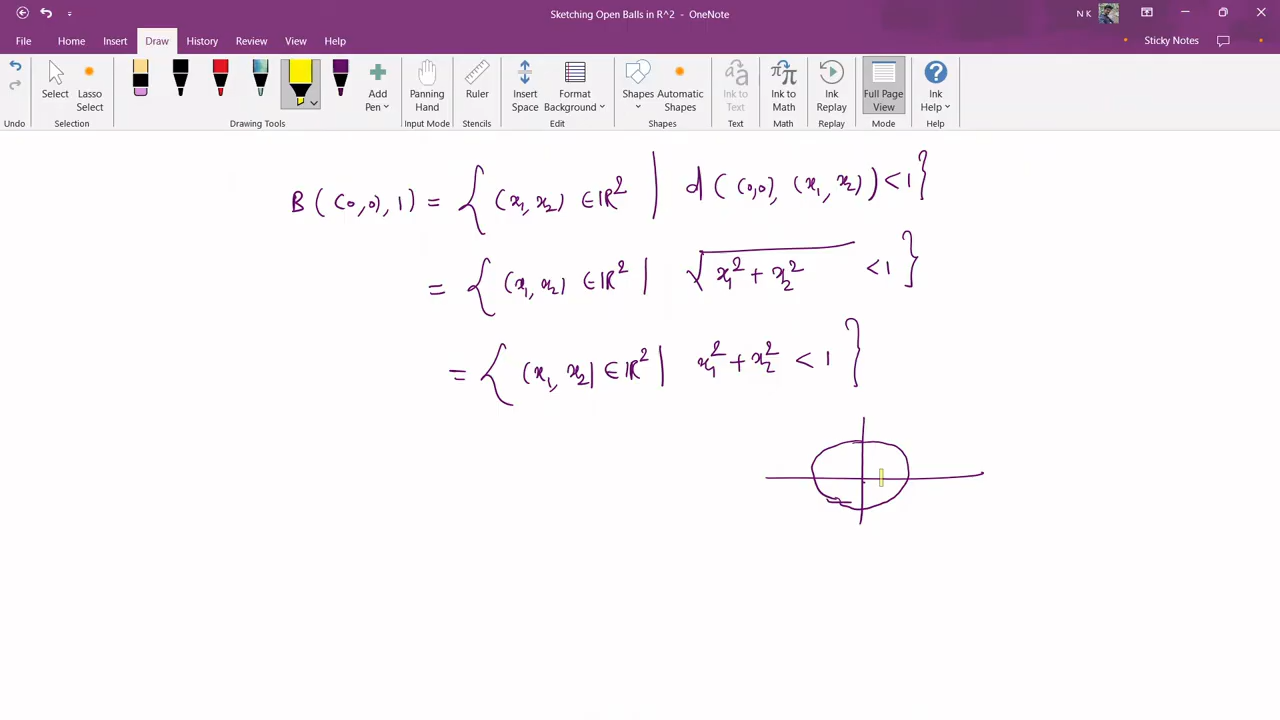 Sketching Open Balls in R^2 - OneNote
N K
File Home Insert Draw History Review View Help
Sticky Notes
Undo
Select
Lasso Select
Selection
Drawing Tools
Add Pen
Panning Hand
Input Mode
Ruler
Stencils
Insert Space
Format Background
Edit
Shapes
Automatic Shapes
Shapes
Ink to Text
Text
Ink to Math
Math
Ink Replay
Replay
Full Page View
Mode
Ink Help
Help
B((0,0),1) = { (x₁,x₂) ∈ ℝ² | d((0,0), (x₁,x₂)) < 1 }
= { (x₁,x₂) ∈ ℝ² | √x₁² + x₂² < 1 }
= { (x₁,x₂) ∈ ℝ² | x₁² + x₂² < 1 }